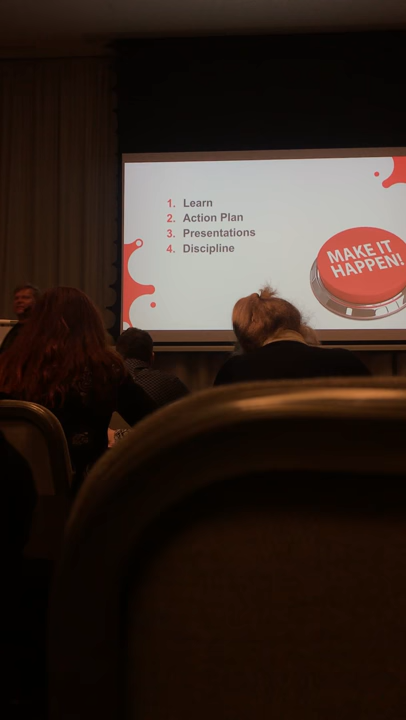 1. Learn
2. Action Plan
3. Presentations
4. Discipline
MAKE IT
HAPPEN!